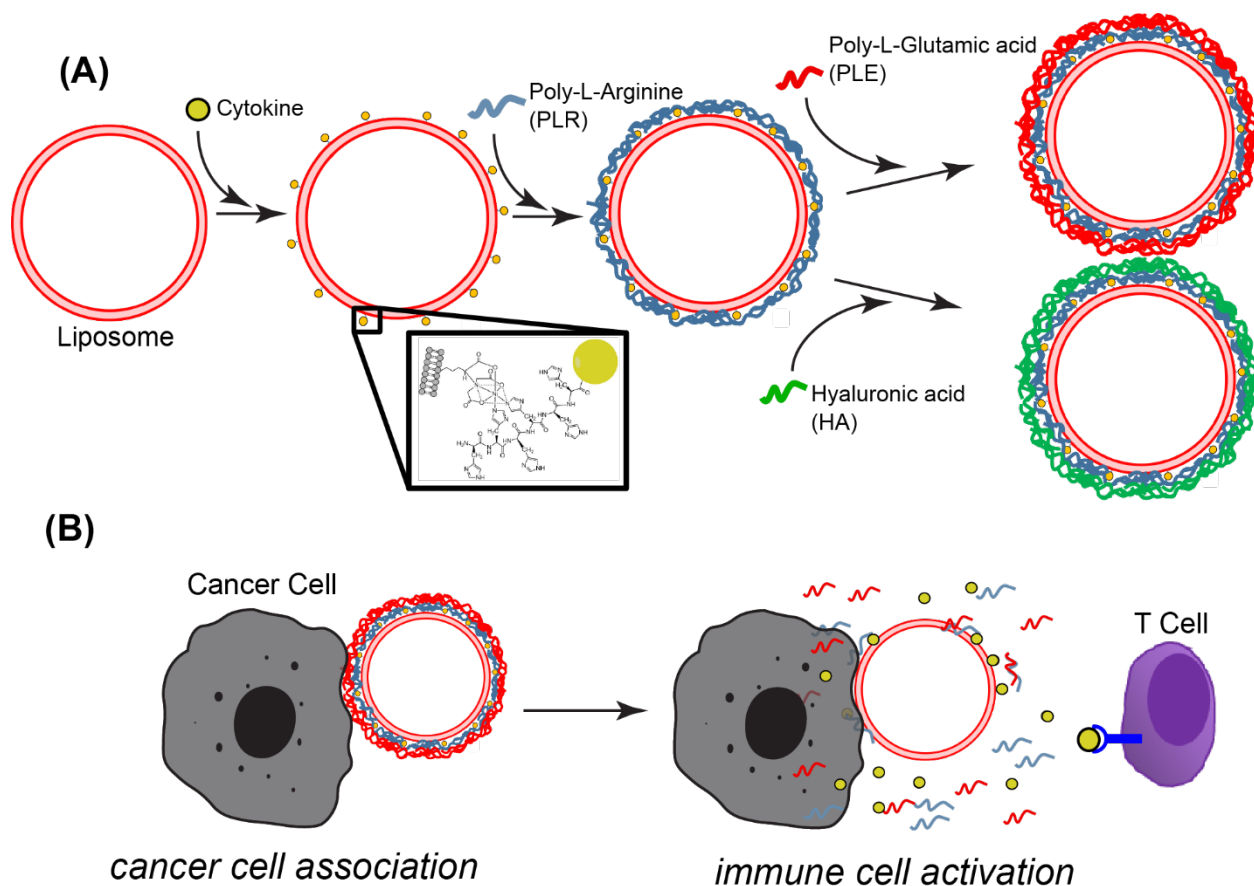 (A)
Cytokine
Poly-L-Arginine
(PLR)
Poly-L-Glutamic acid
(PLE)
Liposome
Hyaluronic acid
(HA)
(B)
Cancer Cell
T Cell
cancer cell association
immune cell activation